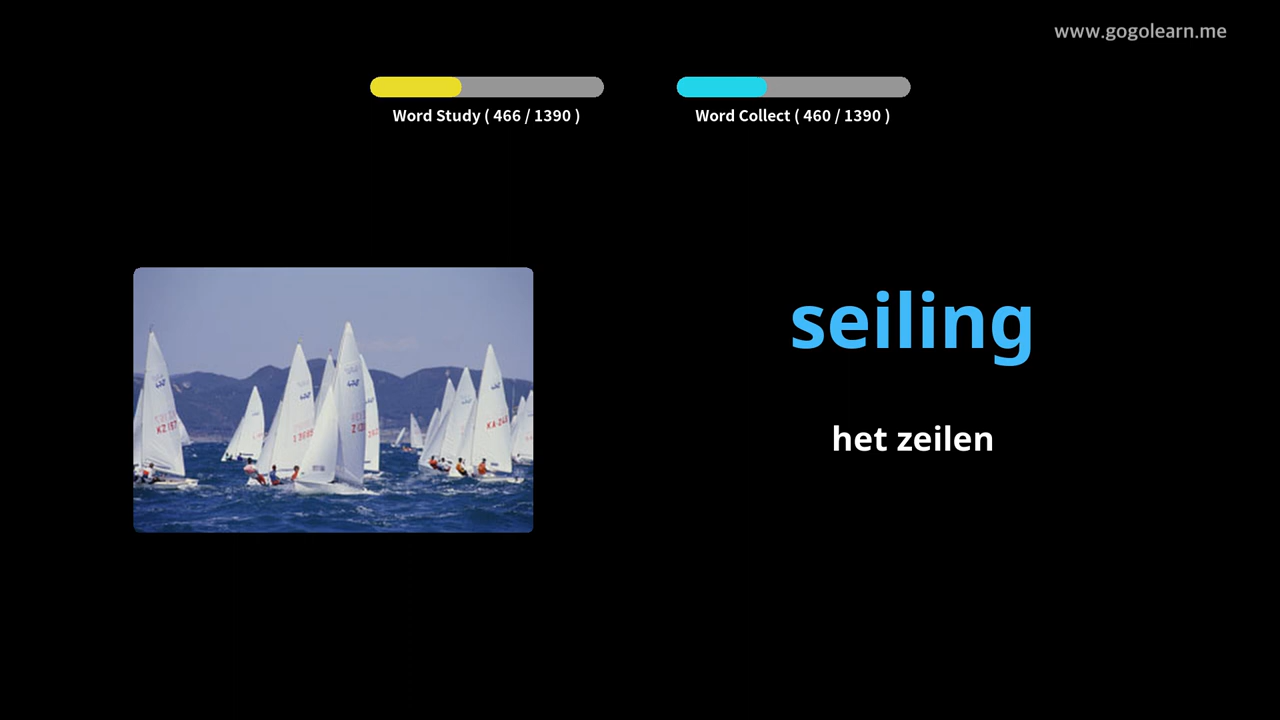 www.gogolearn.me
Word Study ( 466 / 1390 )
Word Collect ( 460 / 1390 )
seiling
het zeilen